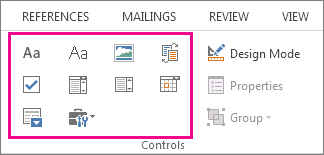 REFERENCES MAILINGS REVIEW VIEW
Aa Aa Design Mode
Properties
Group
Controls